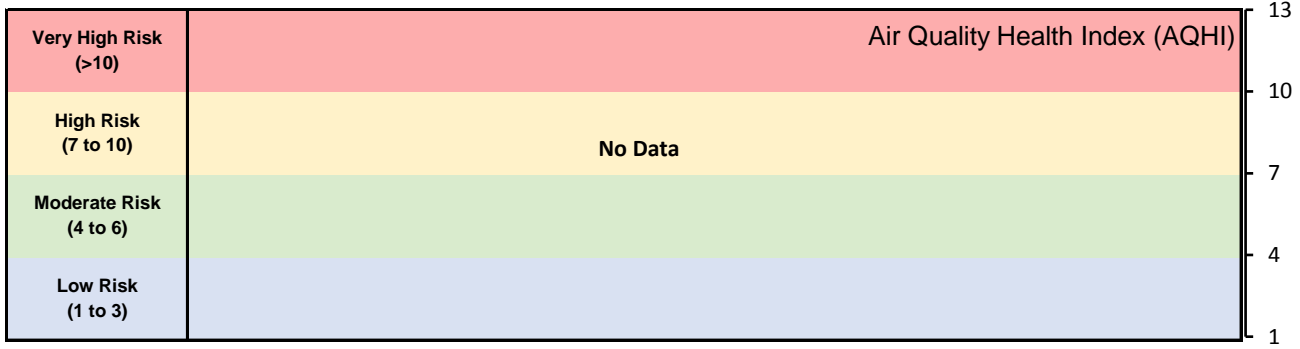 Very High Risk
(>10)
Air Quality Health Index (AQHI)
13
10
High Risk
(7 to 10)
No Data
7
Moderate Risk
(4 to 6)
4
Low Risk
(1 to 3)
1